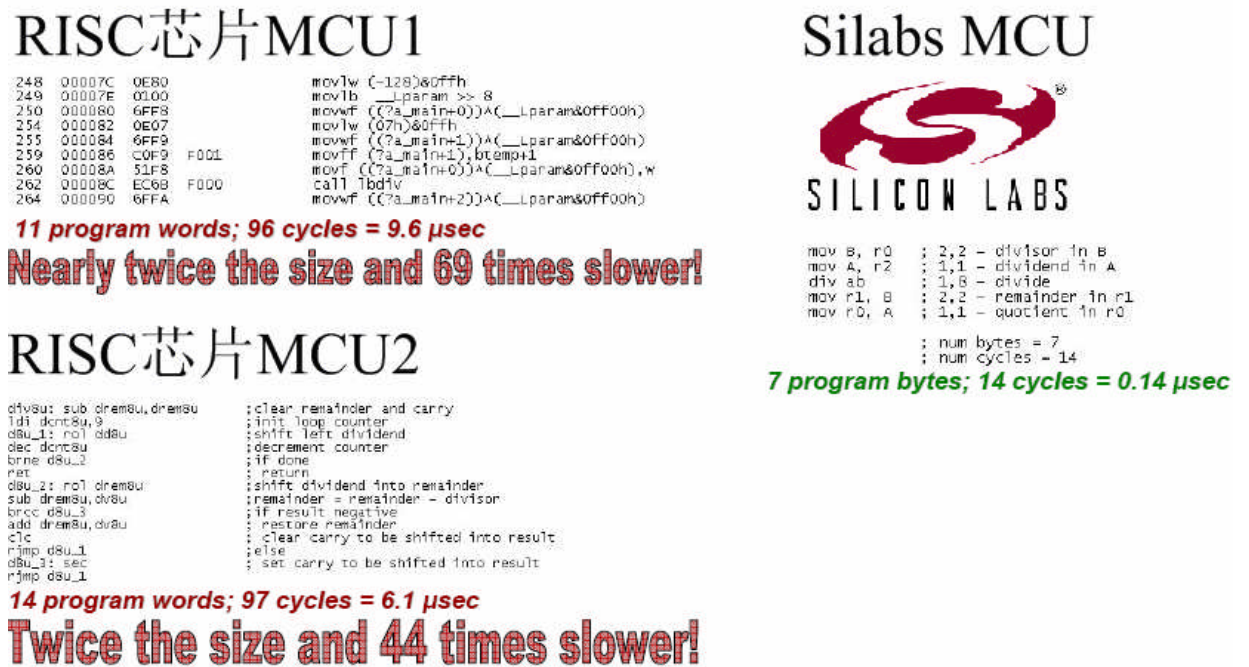 RISC芯片MCU1
248 00007C 0E80 movlw (-128)&0ffh
249 00007E 0100 movlb __Lparam >> 8
250 000080 6FF8 movwf ((?a_main+0))^(__Lparam&0ff00h)
254 000082 0E07 movlw (07h)&0ffh
255 000084 6FF9 movwf ((?a_main+1))^(__Lparam&0ff00h)
259 000086 C0F9 F001 movff (?a_main+1),btemp+1
260 00008A 51F8 movf ((?a_main+0))^(__Lparam&0ff00h),w
262 00008C EC6B F000 call lbdiv
264 000090 6FFA movwf ((?a_main+2))^(__Lparam&0ff00h)
11 program words; 96 cycles = 9.6 µsec
Nearly twice the size and 69 times slower!
RISC芯片MCU2
div8u: sub drem8u,drem8u ;clear remainder and carry
ldi dcnt8u,9 ;init loop counter
d8u_1: rol dd8u ;shift left dividend
dec dcnt8u ;decrement counter
brne d8u_2 ;if done
ret ; return
d8u_2: rol drem8u ;shift dividend into remainder
sub drem8u,dv8u ;remainder = remainder - divisor
brcc d8u_3 ;if result negative
add drem8u,dv8u ; restore remainder
clc ; clear carry to be shifted into result
rjmp d8u_1 ;else
d8u_3: sec ; set carry to be shifted into result
rjmp d8u_1
14 program words; 97 cycles = 6.1 µsec
Twice the size and 44 times slower!
Silabs MCU
®
SILICON LABS
mov B, r0 ; 2,2 - divisor in B
mov A, r2 ; 1,1 - dividend in A
div ab ; 1,8 - divide
mov r1, B ; 2,2 - remainder in r1
mov r0, A ; 1,1 - quotient in r0
; num bytes = 7
; num cycles - 14
7 program bytes; 14 cycles = 0.14 µsec